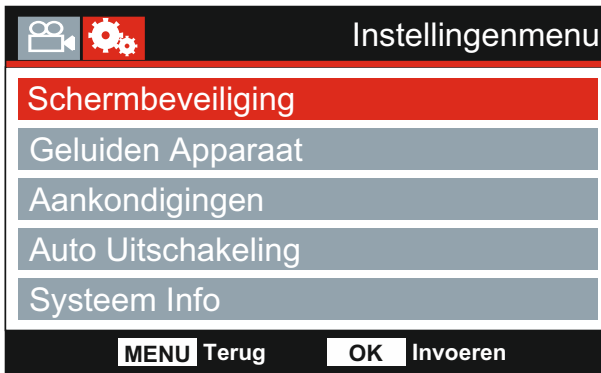 Instellingenmenu
Schermbeveiliging
Geluiden Apparaat
Aankondigingen
Auto Uitschakeling
Systeem Info
MENU Terug OK Invoeren